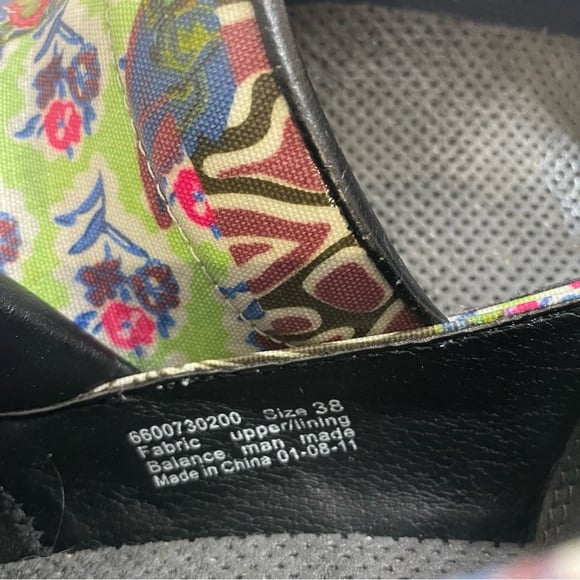 6600730200 Size 38
Fabric upper/lining
Balance man made
Made in China 01-08-11